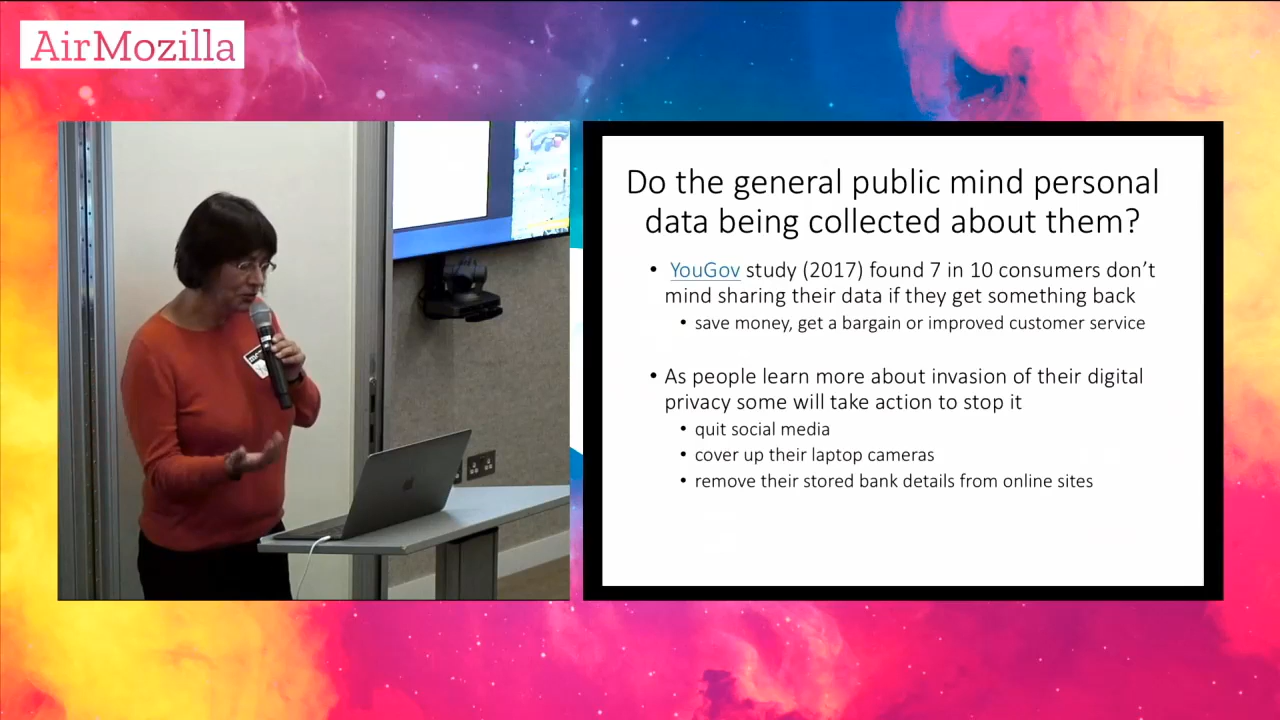 AirMozilla
Do the general public mind personal
data being collected about them?
• YouGov study (2017) found 7 in 10 consumers don't
mind sharing their data if they get something back
• save money, get a bargain or improved customer service
• As people learn more about invasion of their digital
privacy some will take action to stop it
• quit social media
• cover up their laptop cameras
• remove their stored bank details from online sites